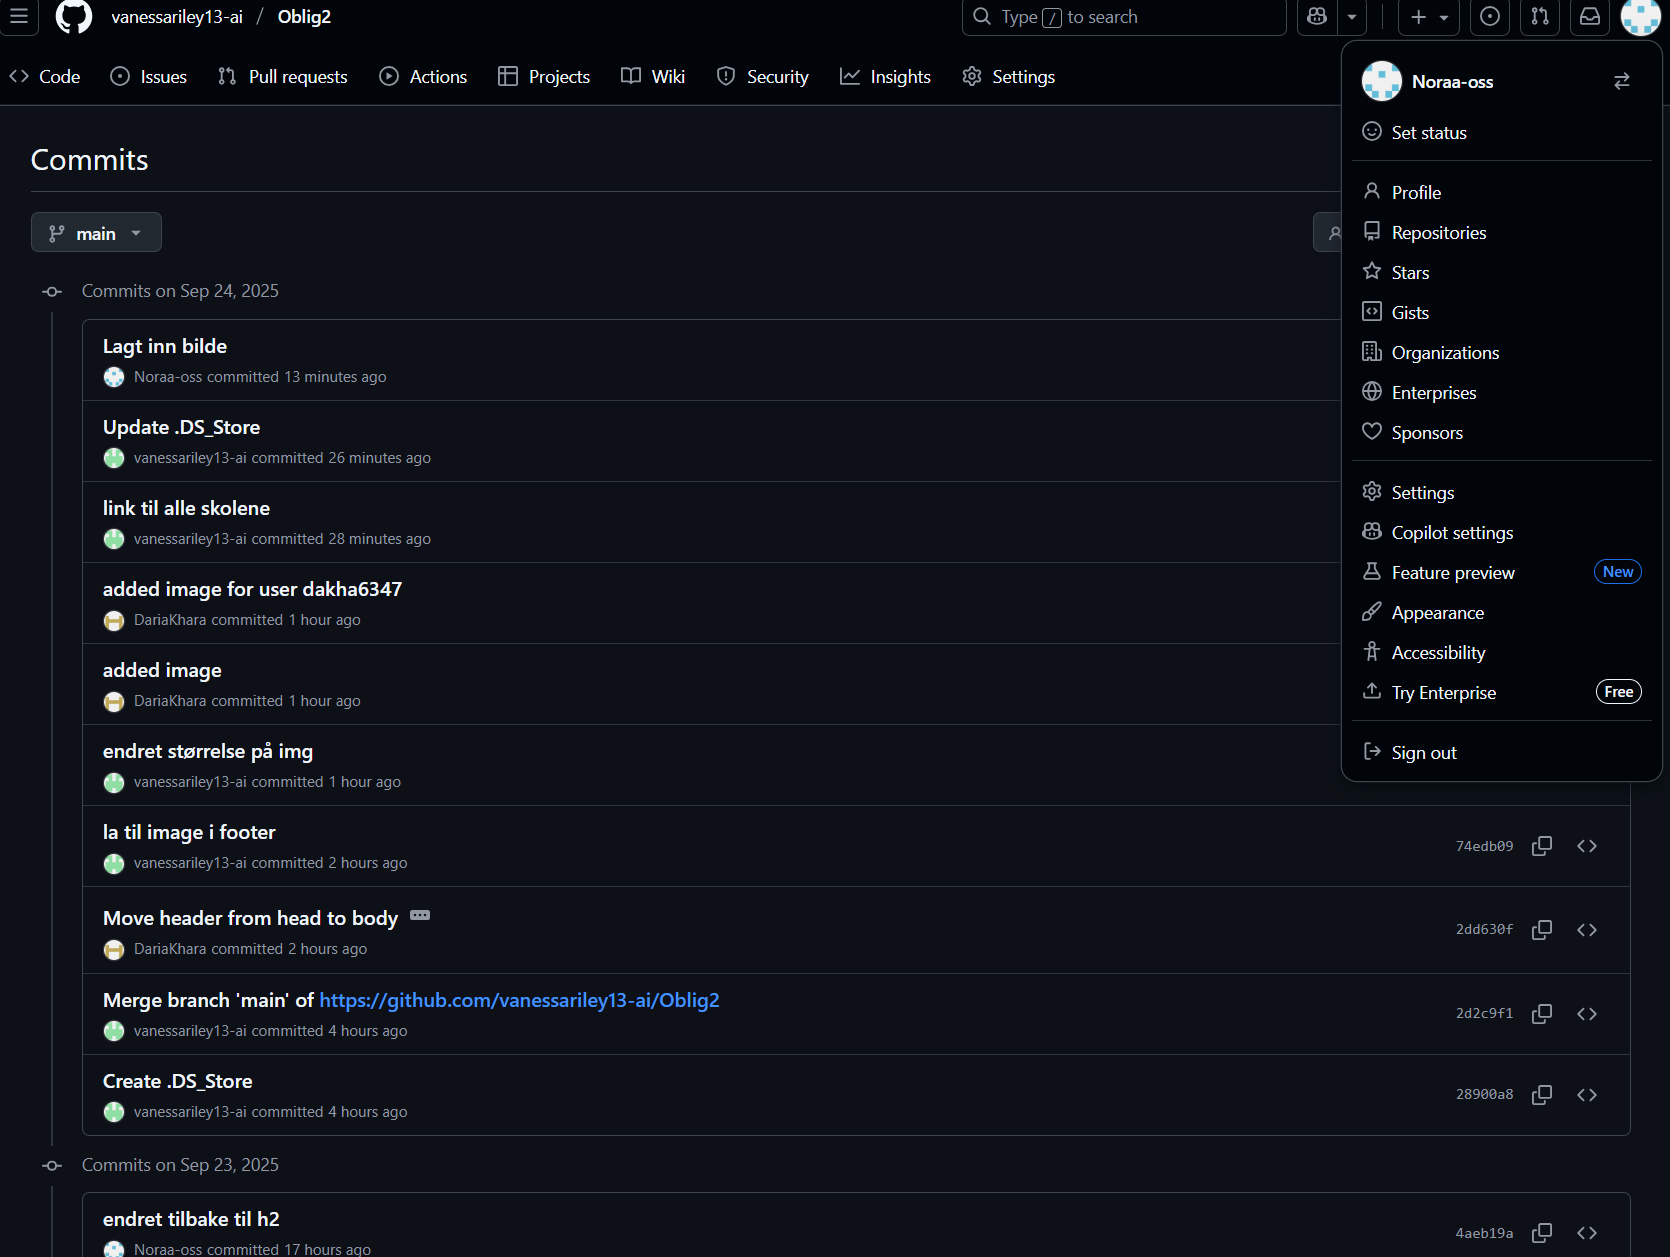 vanessariley13-ai / Oblig2
Type / to search
Code Issues Pull requests Actions Projects Wiki Security Insights Settings
Commits
main
Commits on Sep 24, 2025
Lagt inn bilde
Noraa-oss committed 13 minutes ago
Update .DS_Store
vanessariley13-ai committed 26 minutes ago
link til alle skolene
vanessariley13-ai committed 28 minutes ago
added image for user dakha6347
DariaKhara committed 1 hour ago
added image
DariaKhara committed 1 hour ago
endret størrelse på img
vanessariley13-ai committed 1 hour ago
la til image i footer
vanessariley13-ai committed 2 hours ago
74edb09
Move header from head to body
DariaKhara committed 2 hours ago
2dd630f
Merge branch 'main' of https://github.com/vanessariley13-ai/Oblig2
vanessariley13-ai committed 4 hours ago
2d2c9f1
Create .DS_Store
vanessariley13-ai committed 4 hours ago
28900a8
Commits on Sep 23, 2025
endret tilbake til h2
Noraa-oss committed 17 hours ago
4aeb19a
Noraa-oss
Set status
Profile
Repositories
Stars
Gists
Organizations
Enterprises
Sponsors
Settings
Copilot settings
Feature preview New
Appearance
Accessibility
Try Enterprise Free
Sign out